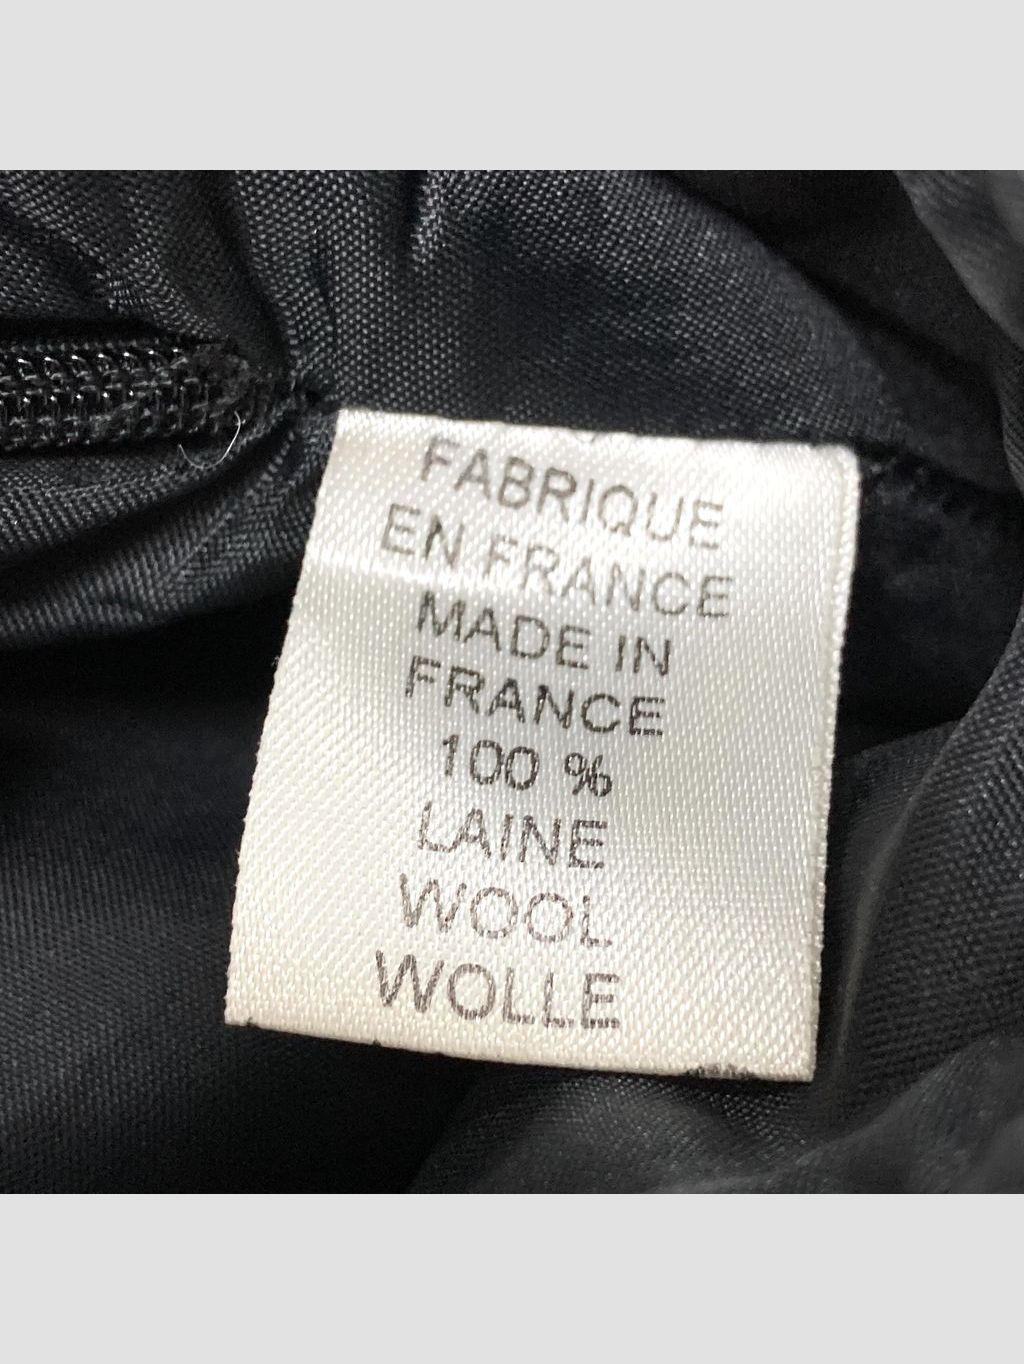 FABRIQUE
EN FRANCE
MADE IN
FRANCE
100 %
LAINE
WOOL
WOLLE